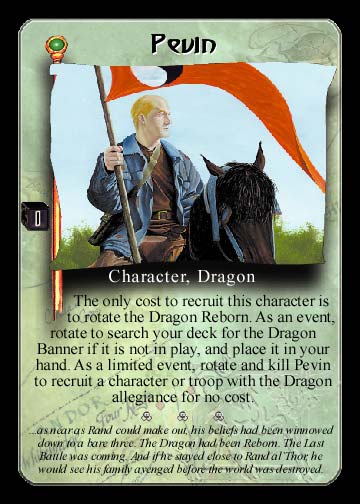 Pevin
0
Character, Dragon
The only cost to recruit this character is
to rotate the Dragon Reborn. As an event,
rotate to search your deck for the Dragon
Banner if it is not in play, and place it in your
hand. As a limited event, rotate and kill Pevin
to recruit a character or troop with the Dragon
allegiance for no cost.
...as near as Rand could make out, his beliefs had been winnowed
down to a bare three. The Dragon had been Reborn. The Last
Battle was coming. And if he stayed close to Rand al'Thor, he
would see his family avenged before the world was destroyed.